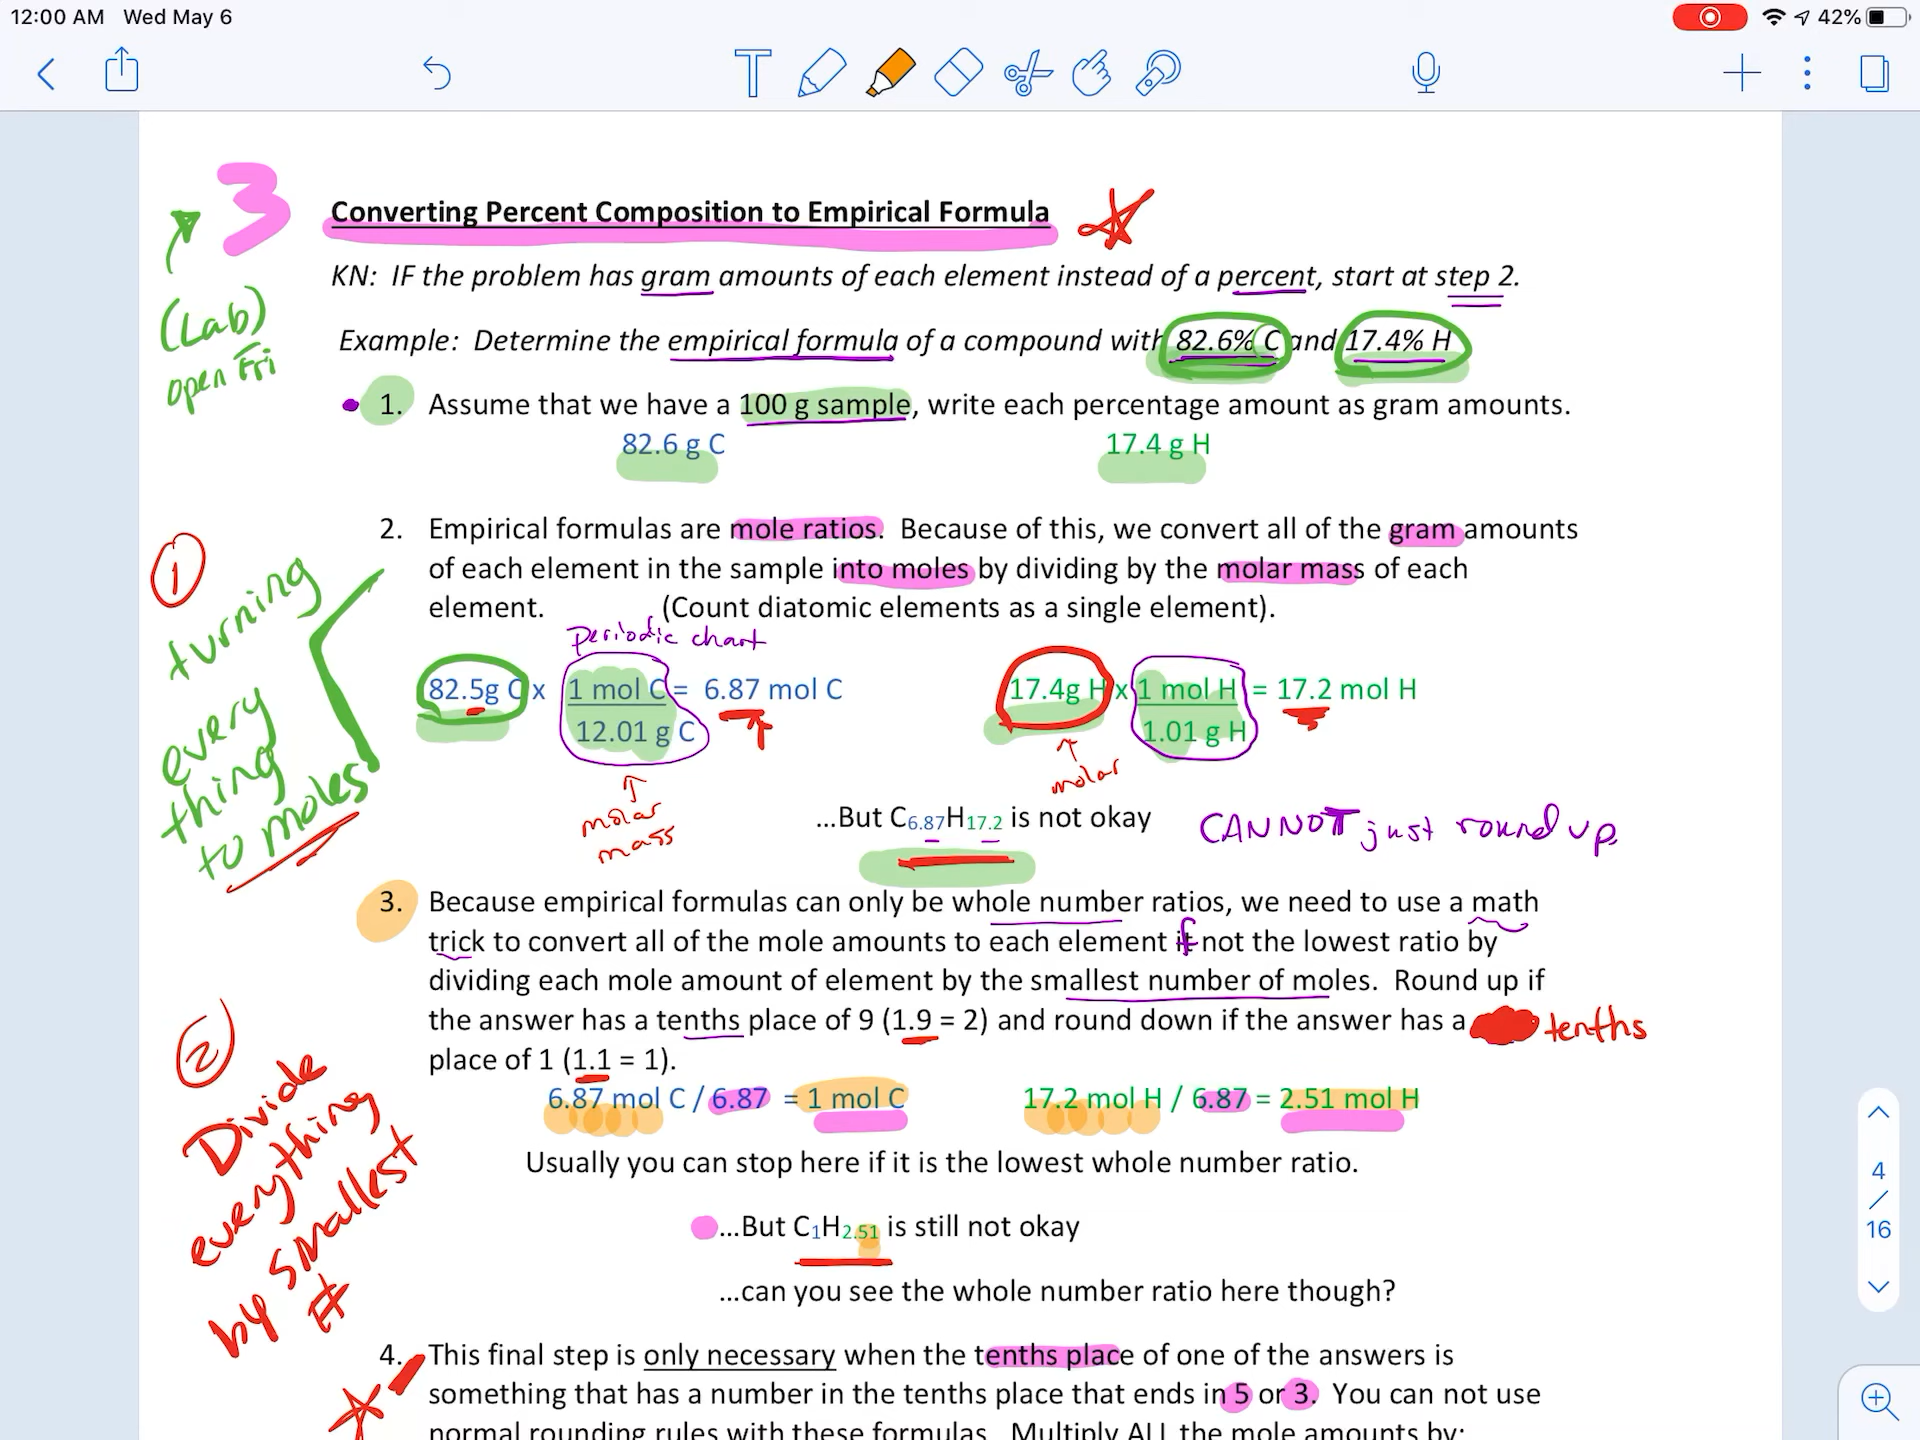 12:00 AM Wed May 6
42%
T
3
(Lab)
open Fri
Converting Percent Composition to Empirical Formula
KN: IF the problem has gram amounts of each element instead of a percent, start at step 2.
Example: Determine the empirical formula of a compound with 82.6% C and 17.4% H
1. Assume that we have a 100 g sample, write each percentage amount as gram amounts.
82.6 g C 17.4 g H
2. Empirical formulas are mole ratios. Because of this, we convert all of the gram amounts
of each element in the sample into moles by dividing by the molar mass of each
element. (Count diatomic elements as a single element).
periodic chart
82.5g C x 1 mol C = 6.87 mol C 17.4g H x 1 mol H = 17.2 mol H
12.01 g C 1.01 g H
molar
mass
molar
1
turning
every
thing
to moles
...But C6.87H17.2 is not okay
CANNOT just round up
3. Because empirical formulas can only be whole number ratios, we need to use a math
trick to convert all of the mole amounts to each element if not the lowest ratio by
dividing each mole amount of element by the smallest number of moles. Round up if
the answer has a tenths place of 9 (1.9 = 2) and round down if the answer has a tenths
place of 1 (1.1 = 1).
6.87 mol C / 6.87 = 1 mol C 17.2 mol H / 6.87 = 2.51 mol H
2
Divide
everything
by smallest
#
Usually you can stop here if it is the lowest whole number ratio.
...But C1H2.51 is still not okay
...can you see the whole number ratio here though?
4. This final step is only necessary when the tenths place of one of the answers is
something that has a number in the tenths place that ends in 5 or 3. You can not use
normal rounding rules with these formulas. Multiply ALL the mole amounts by:
4
/
16